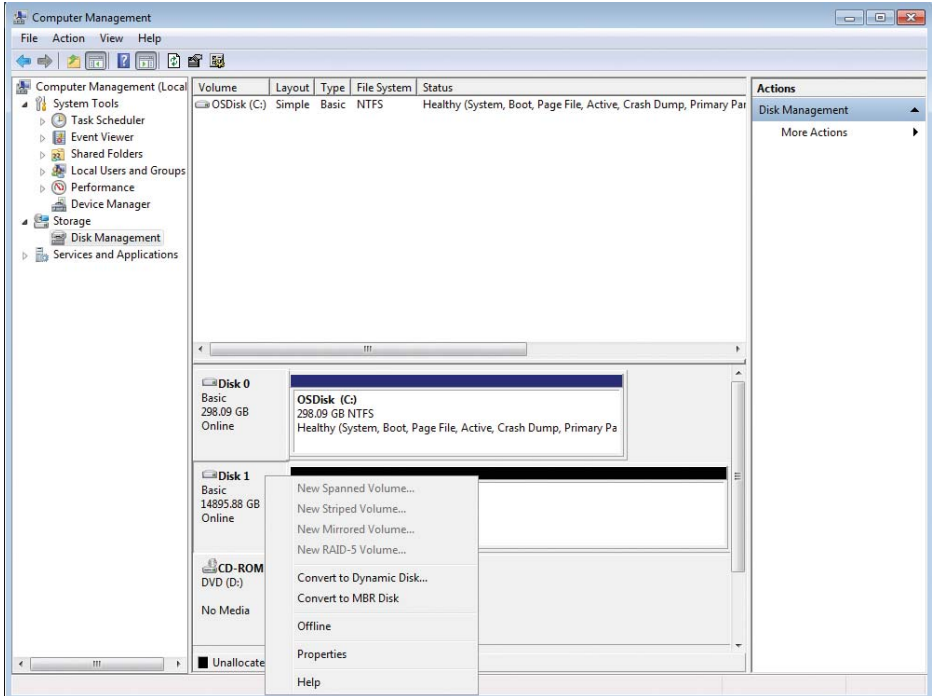 Computer Management
File Action View Help
Computer Management (Local
System Tools
Task Scheduler
Event Viewer
Shared Folders
Local Users and Groups
Performance
Device Manager
Storage
Disk Management
Services and Applications
Volume Layout Type File System Status
OSDisk (C:) Simple Basic NTFS Healthy (System, Boot, Page File, Active, Crash Dump, Primary Par
Disk 0
Basic
298.09 GB
Online
OSDisk (C:)
298.09 GB NTFS
Healthy (System, Boot, Page File, Active, Crash Dump, Primary Pa
Disk 1
Basic
14895.88 GB
Online
CD-ROM
DVD (D:)
No Media
Unallocate
New Spanned Volume...
New Striped Volume...
New Mirrored Volume...
New RAID-5 Volume...
Convert to Dynamic Disk...
Convert to MBR Disk
Offline
Properties
Help
Actions
Disk Management
More Actions